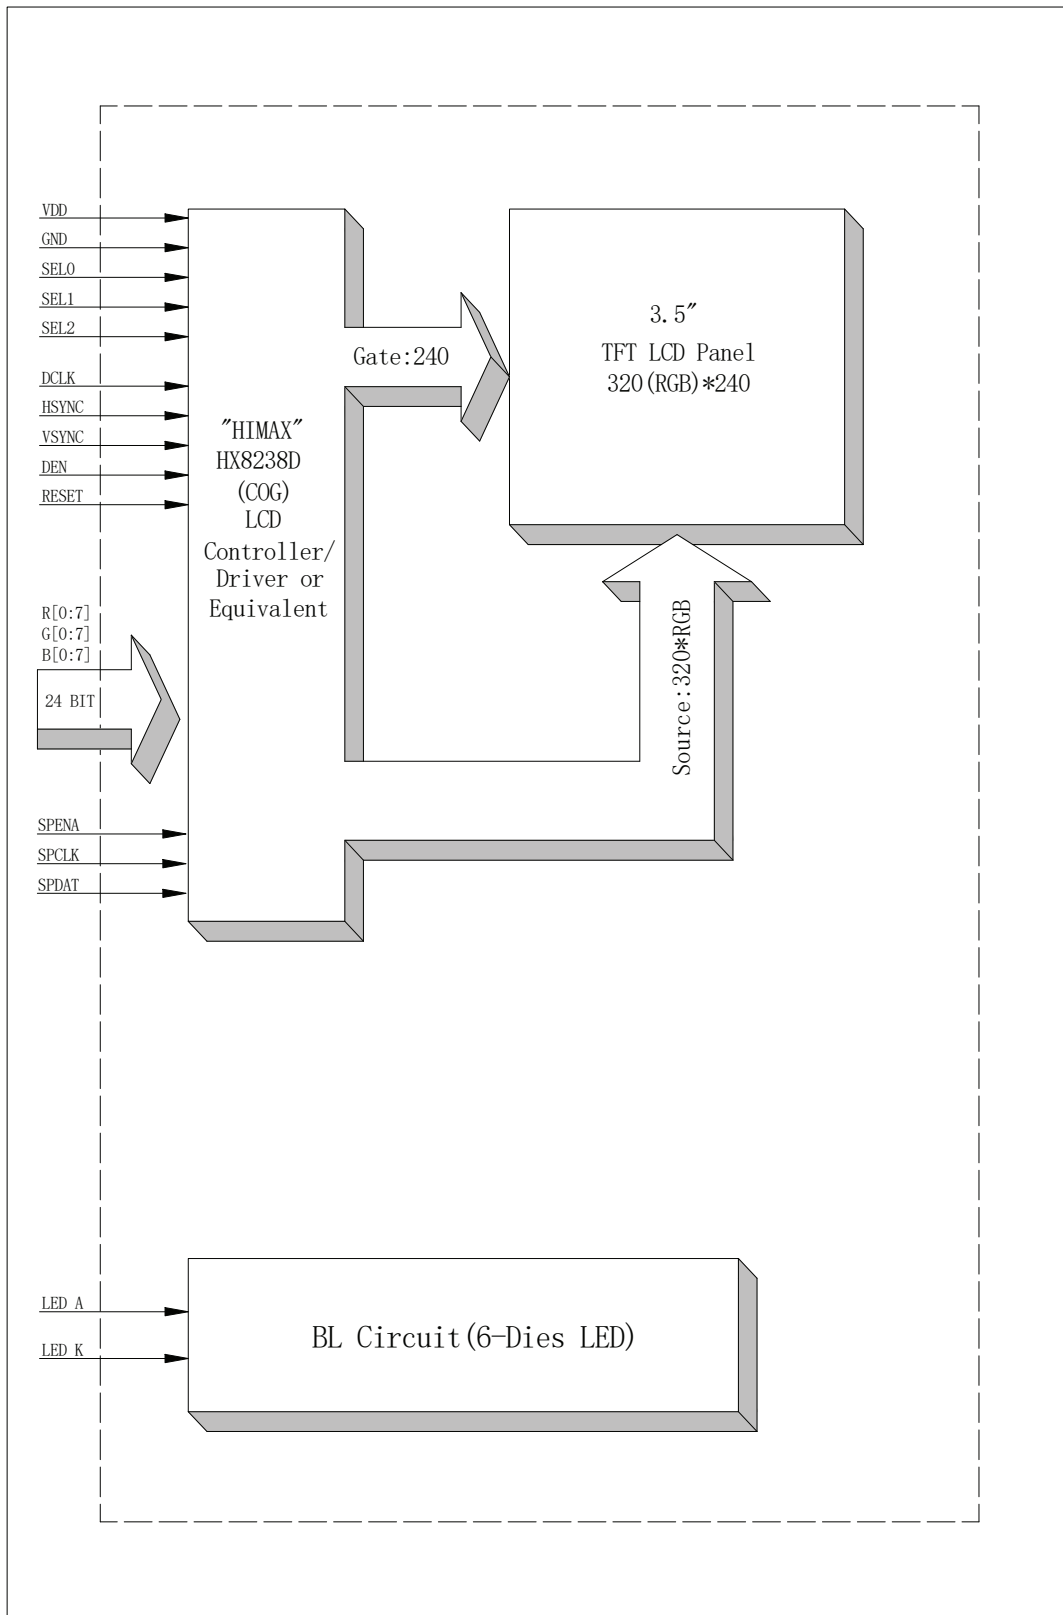 VDD
GND
SEL0
SEL1
SEL2
DCLK
HSYNC
VSYNC
DEN
RESET
R[0:7]
G[0:7]
B[0:7]
24 BIT
SPENA
SPCLK
SPDAT
"HIMAX"
HX8238D
(COG)
LCD
Controller/
Driver or
Equivalent
Gate:240
3.5"
TFT LCD Panel
320(RGB)*240
Source:320*RGB
LED A
LED K
BL Circuit(6-Dies LED)